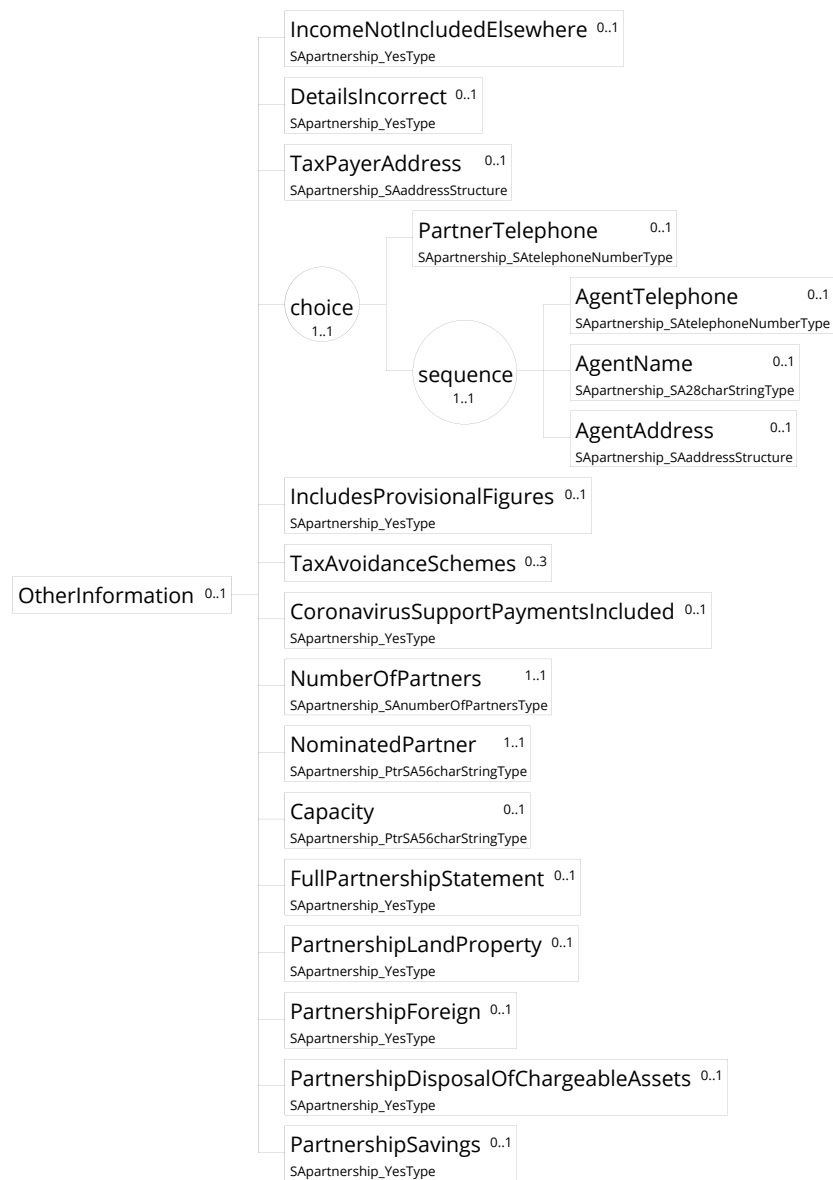 IncomeNotIncludedElsewhere 0..1
SApartnership_YesType
DetailsIncorrect 0..1
SApartnership_YesType
TaxPayerAddress 0..1
SApartnership_SAaddressStructure
PartnerTelephone 0..1
SApartnership_SAtelephoneNumberType
choice
1..1
AgentTelephone 0..1
SApartnership_SAtelephoneNumberType
sequence
1..1
AgentName 0..1
SApartnership_SA28charStringType
AgentAddress 0..1
SApartnership_SAaddressStructure
IncludesProvisionalFigures 0..1
SApartnership_YesType
TaxAvoidanceSchemes 0..3
OtherInformation 0..1
CoronavirusSupportPaymentsIncluded 0..1
SApartnership_YesType
NumberOfPartners 1..1
SApartnership_SAnumberOfPartnersType
NominatedPartner 1..1
SApartnership_PtrSA56charStringType
Capacity 0..1
SApartnership_PtrSA56charStringType
FullPartnershipStatement 0..1
SApartnership_YesType
PartnershipLandProperty 0..1
SApartnership_YesType
PartnershipForeign 0..1
SApartnership_YesType
PartnershipDisposalOfChargeableAssets 0..1
SApartnership_YesType
PartnershipSavings 0..1
SApartnership_YesType